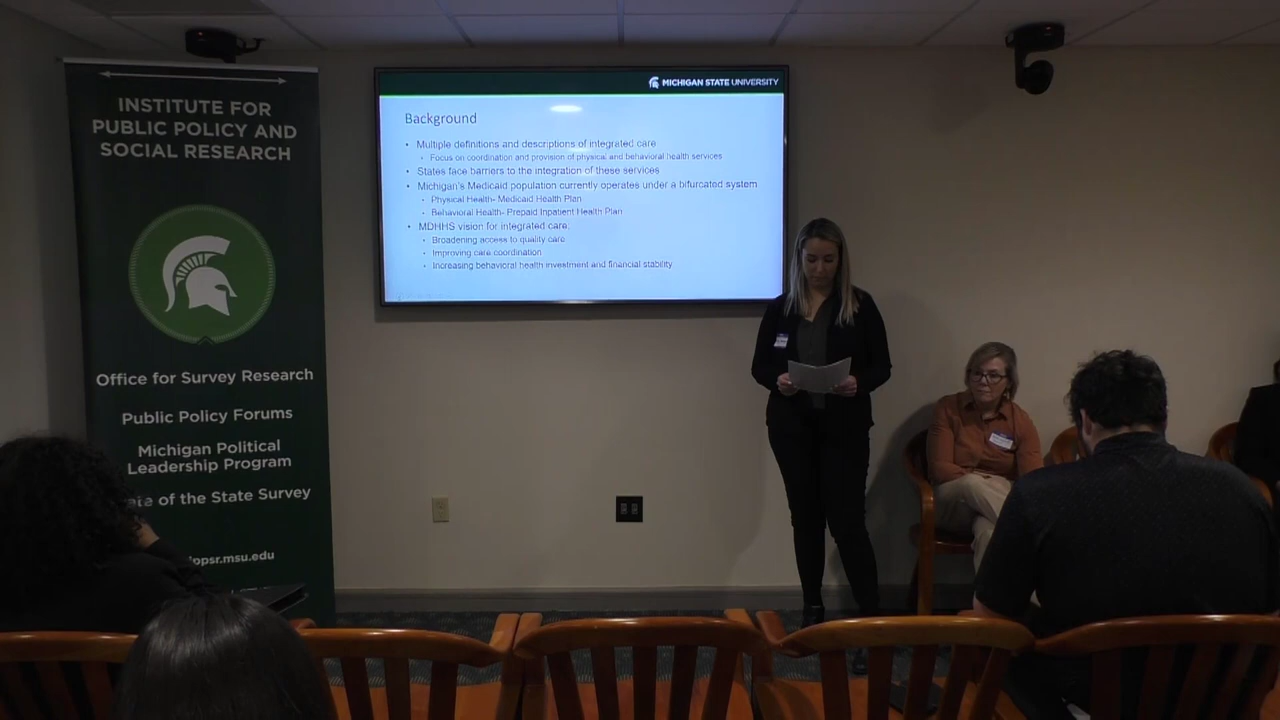 INSTITUTE FOR
PUBLIC POLICY AND
SOCIAL RESEARCH
Office for Survey Research
Public Policy Forums
Michigan Political
Leadership Program
of the State Survey
ippsr.msu.edu
MICHIGAN STATE UNIVERSITY
Background
• Multiple definitions and descriptions of integrated care
• Focus on coordination and provision of physical and behavioral health services
• States face barriers to the integration of these services
• Michigan's Medicaid population currently operates under a bifurcated system
• Physical Health- Medicaid Health Plan
• Behavioral Health- Prepaid Inpatient Health Plan
• MDHHS vision for integrated care:
• Broadening access to quality care
• Improving care coordination
• Increasing behavioral health investment and financial stability